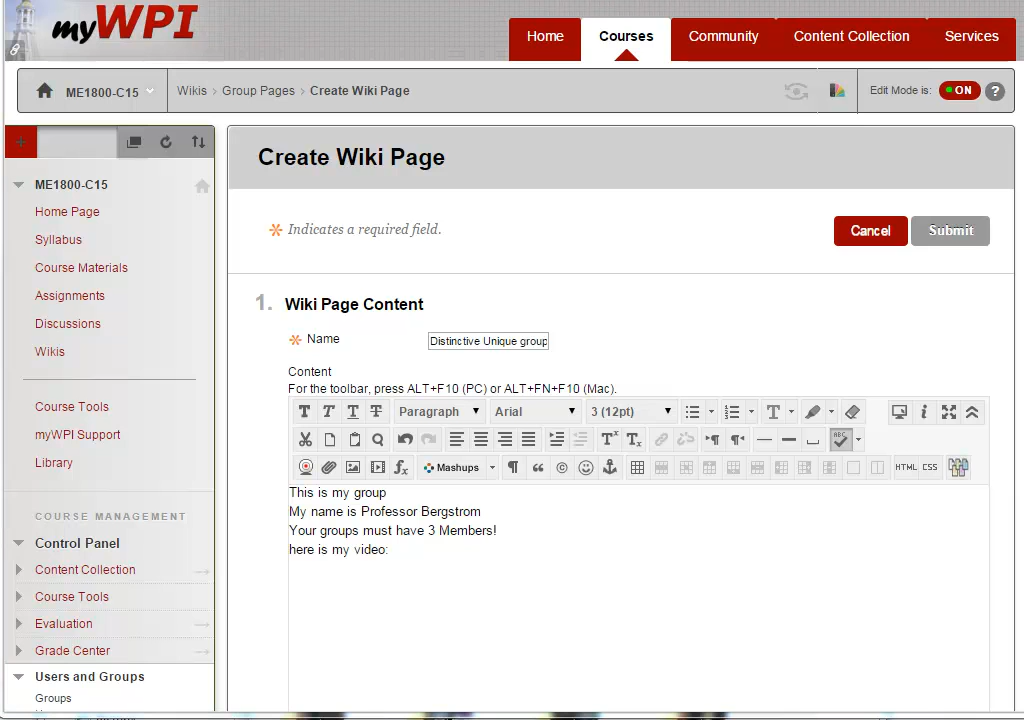 myWPI
Home
Courses
Community
Content Collection
Services
ME1800-C15
Wikis > Group Pages > Create Wiki Page
Edit Mode is:
ON
?
ME1800-C15
Home Page
Syllabus
Course Materials
Assignments
Discussions
Wikis
Course Tools
myWPI Support
Library
COURSE MANAGEMENT
Control Panel
Content Collection
Course Tools
Evaluation
Grade Center
Users and Groups
Groups
Create Wiki Page
Indicates a required field.
Cancel
Submit
1. Wiki Page Content
Name
Distinctive Unique group
Content
For the toolbar, press ALT+F10 (PC) or ALT+FN+F10 (Mac).
T T T T Paragraph Arial 3 (12pt) T
ABC
Mashups
HTML CSS
This is my group
My name is Professor Bergstrom
Your groups must have 3 Members!
here is my video: